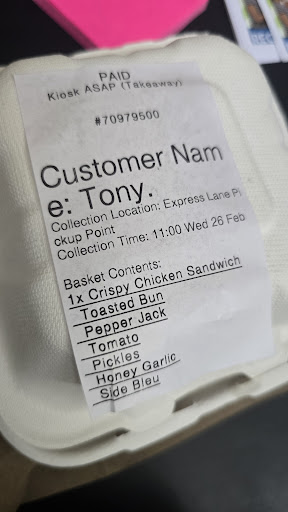 PAID
Kiosk ASAP (Takeaway)
#70979500
Customer Nam
e: Tony.
Collection Location: Express Lane Pi
ckup Point
Collection Time: 11:00 Wed 26 Feb
Basket Contents:
1x Crispy Chicken Sandwich
Toasted Bun
Pepper Jack
Tomato
Pickles
Honey Garlic
Side Bleu